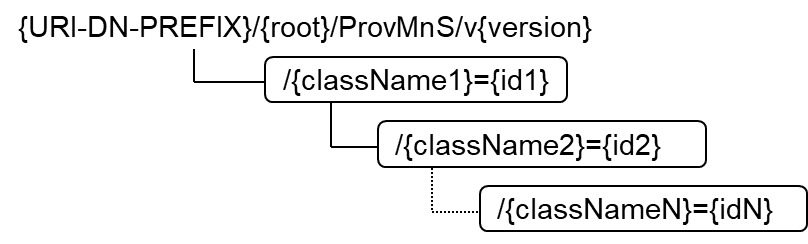 {URI-DN-PREFIX}/{root}/ProvMnS/v{version}
/{className1}={id1}
/{className2}={id2}
/{classNameN}={idN}